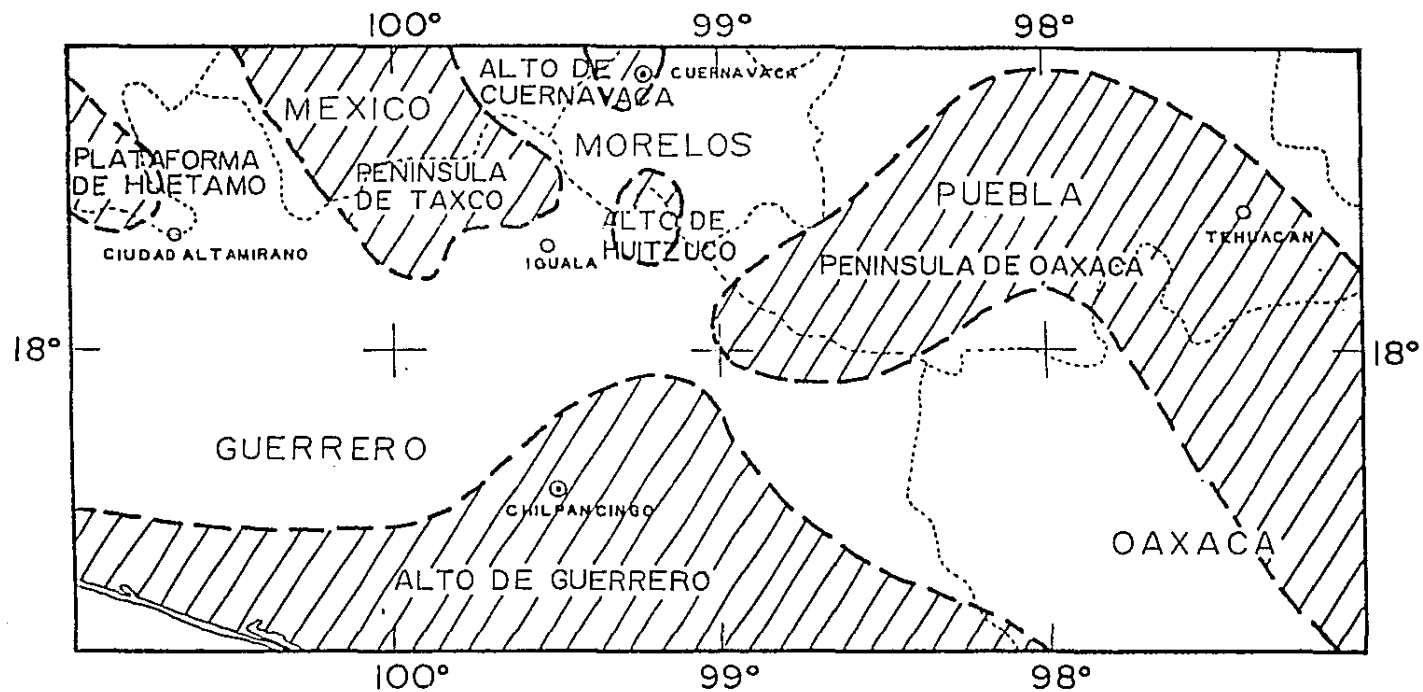 100°
99°
98°
ALTO DE
CUERNAVACA
CUERNAVACA
MEXICO
MORELOS
PLATAFORMA
DE HUETAMO
PENINSULA
DE TAXCO
PUEBLA
ALTO DE
HUITZUCO
TEHUACAN
CIUDAD ALTAMIRANO
IGUALA
PENINSULA DE OAXACA
18°
18°
GUERRERO
CHILPANCINGO
OAXACA
ALTO DE GUERRERO
100°
99°
98°